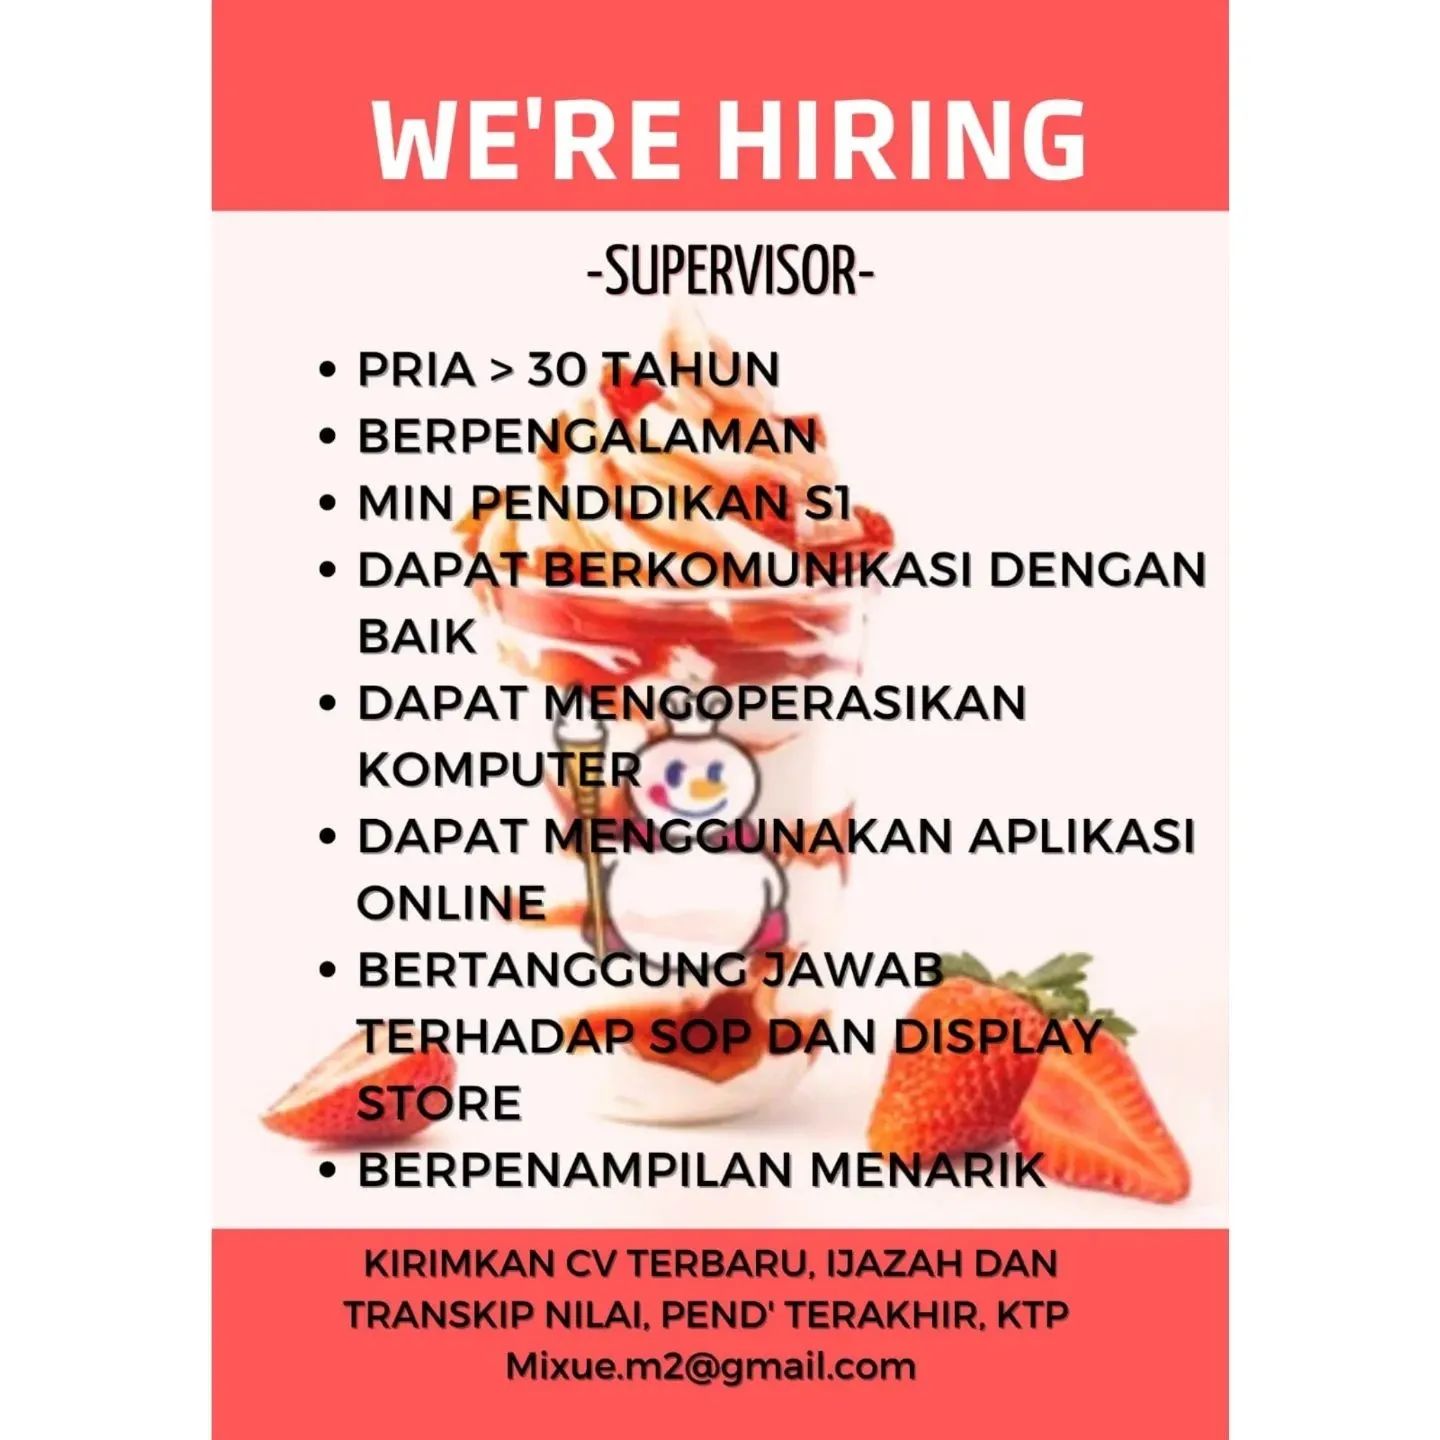 WE'RE HIRING
-SUPERVISOR-
• PRIA > 30 TAHUN
• BERPENGALAMAN
• MIN PENDIDIKAN S1
• DAPAT BERKOMUNIKASI DENGAN
BAIK
• DAPAT MENGOPERASIKAN
KOMPUTER
• DAPAT MENGGUNAKAN APLIKASI
ONLINE
• BERTANGGUNG JAWAB
TERHADAP SOP DAN DISPLAY
STORE
• BERPENAMPILAN MENARIK
KIRIMKAN CV TERBARU, IJAZAH DAN
TRANSKIP NILAI, PEND' TERAKHIR, KTP
Mixue.m2@gmail.com